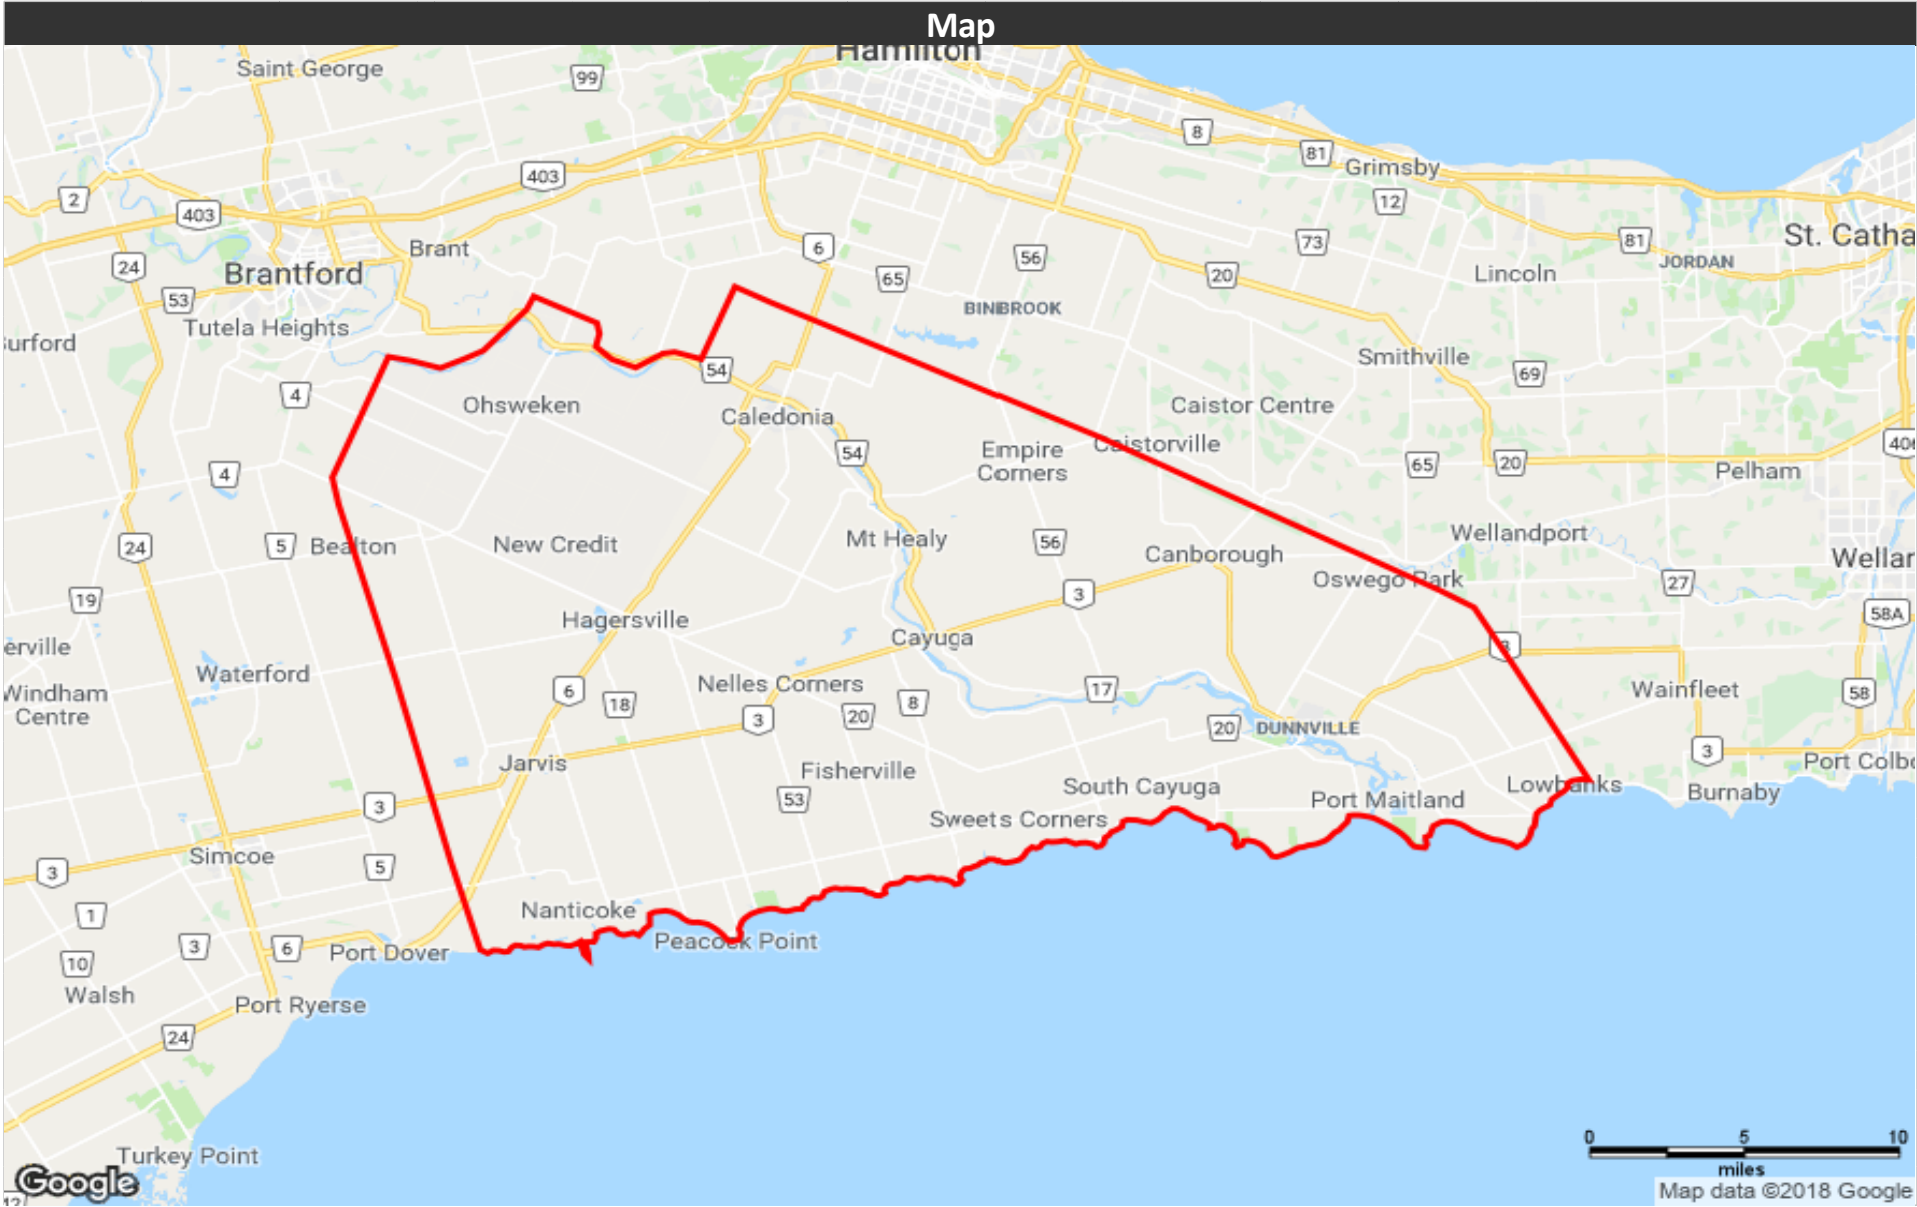 Map
Hamilton
Saint George
99
8
81
Grimsby
403
2
12
403
St. Catha
Brant
6
56
73
81
24
Brantford
65
20
Lincoln
JORDAN
53
BINBROOK
Tutela Heights
Burford
Smithville
54
69
4
Ohsweken
Caledonia
Caistor Centre
54
Empire
Corners
Caistorville
406
4
65
20
Pelham
24
5
Bealton
New Credit
Mt Healy
56
Canborough
Wellandport
Wellan
Oswego Park
27
19
3
58A
Hagersville
Cayuga
3
erville
Waterford
Windham
Centre
6
18
Nelles Corners
8
17
Wainfleet
58
3
20
20
DUNNVILLE
3
Jarvis
Fisherville
Port Colbo
53
South Cayuga
Port Maitland
Lowbanks
Burnaby
3
Sweets Corners
Simcoe
3
5
1
Nanticoke
3
6
Port Dover
Peacock Point
10
Walsh
Port Ryerse
24
Turkey Point
0 5 10
miles
Google
Map data ©2018 Google